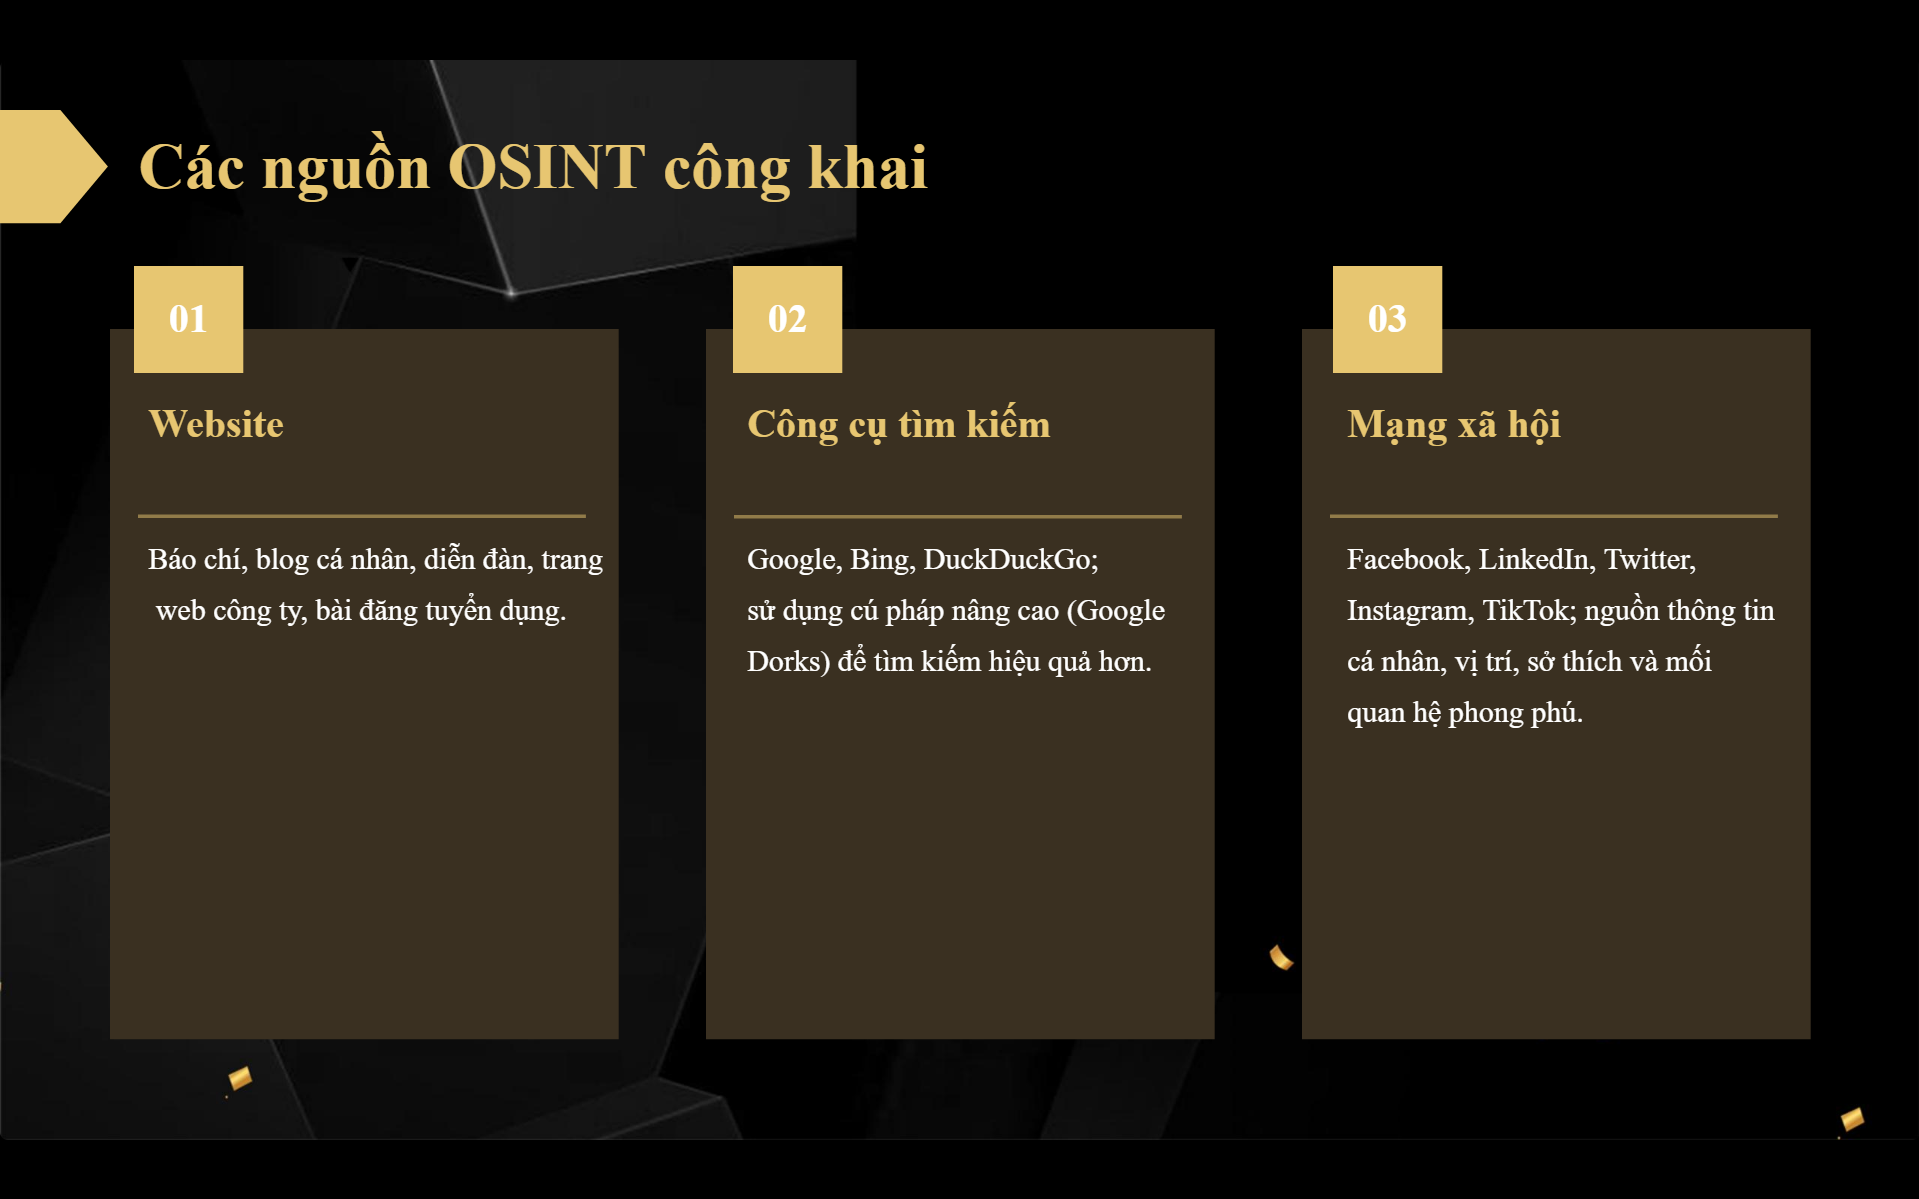 Các nguồn OSINT công khai
01
Website
Báo chí, blog cá nhân, diễn đàn, trang
web công ty, bài đăng tuyển dụng.
02
Công cụ tìm kiếm
Google, Bing, DuckDuckGo;
sử dụng cú pháp nâng cao (Google
Dorks) để tìm kiếm hiệu quả hơn.
03
Mạng xã hội
Facebook, LinkedIn, Twitter,
Instagram, TikTok; nguồn thông tin
cá nhân, vị trí, sở thích và mối
quan hệ phong phú.